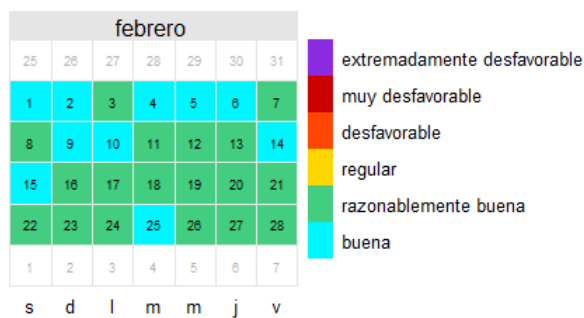 febrero
25 26 27 28 29 30 31
1 2 3 4 5 6 7
8 9 10 11 12 13 14
15 16 17 18 19 20 21
22 23 24 25 26 27 28
1 2 3 4 5 6 7
s d l m m j v
extremadamente desfavorable
muy desfavorable
desfavorable
regular
razonablemente buena
buena